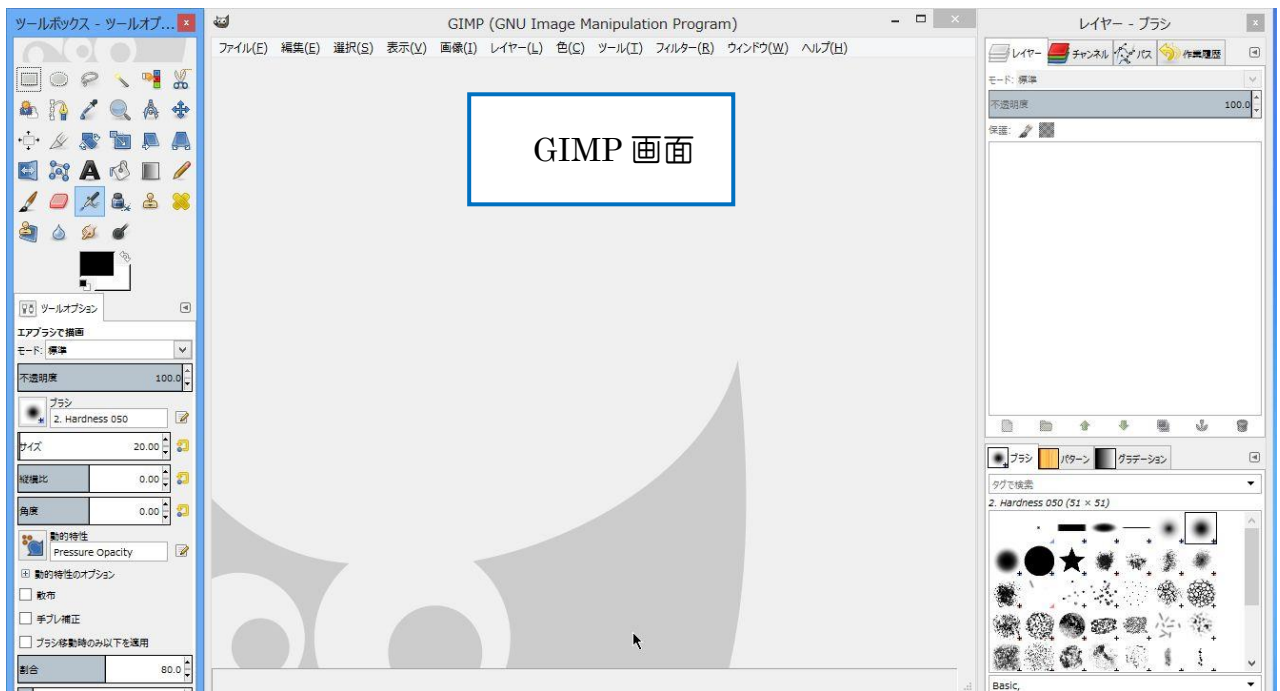 ツールボックス - ツールオプ...
ツールオプション
エアブラシで描画
モード: 標準
不透明度 100.0
ブラシ
2. Hardness 050
サイズ 20.00
縦横比 0.00
角度 0.00
動的特性
Pressure Opacity
動的特性のオプション
散布
手ブレ補正
ブラシ移動時のみ以下を適用
割合 80.0
GIMP (GNU Image Manipulation Program)
ファイル(F) 編集(E) 選択(S) 表示(V) 画像(I) レイヤー(L) 色(C) ツール(T) フィルター(R) ウィンドウ(W) ヘルプ(H)
GIMP 画面
レイヤー - ブラシ
レイヤー チャンネル パス 作業履歴
モード: 標準
不透明度 100.0
保護:
ブラシ パターン グラデーション
タグで検索
2. Hardness 050 (51 × 51)
Basic,